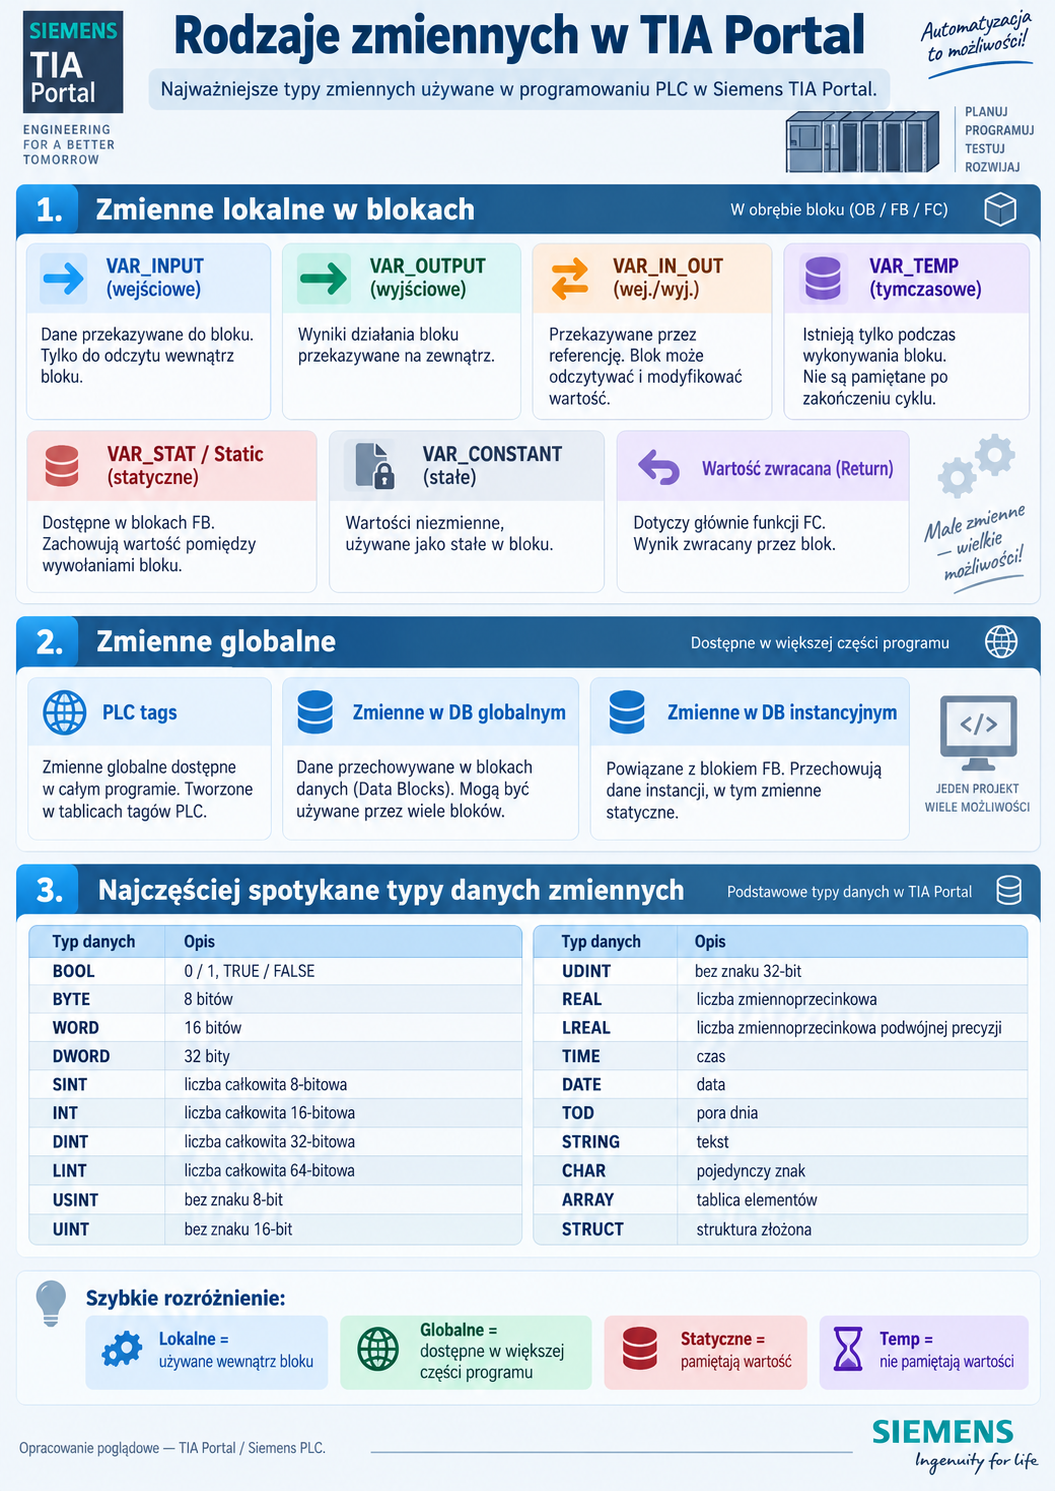 SIEMENS
TIA
Portal
ENGINEERING
FOR A BETTER
TOMORROW
Rodzaje zmiennych w TIA Portal
Najważniejsze typy zmiennych używane w programowaniu PLC w Siemens TIA Portal.
Automatyzacja
to możliwości!
PLANUJ
PROGRAMUJ
TESTUJ
ROZWIJAJ
1. Zmienne lokalne w blokach
W obrębie bloku (OB / FB / FC)
VAR_INPUT
(wejściowe)
Dane przekazywane do bloku.
Tylko do odczytu wewnątrz
bloku.
VAR_OUTPUT
(wyjściowe)
Wyniki działania bloku
przekazywane na zewnątrz.
VAR_IN_OUT
(wej./wyj.)
Przekazywane przez
referencję. Blok może
odczytywać i modyfikować
wartość.
VAR_TEMP
(tymczasowe)
Istnieją tylko podczas
wykonywania bloku.
Nie są pamiętane po
zakończeniu cyklu.
VAR_STAT / Static
(statyczne)
Dostępne w blokach FB.
Zachowują wartość pomiędzy
wywołaniami bloku.
VAR_CONSTANT
(stałe)
Wartości niezmienne,
używane jako stałe w bloku.
Wartość zwracana (Return)
Dotyczy głównie funkcji FC.
Wynik zwracany przez blok.
Małe zmienne
— wielkie
możliwości!
2. Zmienne globalne
Dostępne w większej części programu
PLC tags
Zmienne globalne dostępne
w całym programie. Tworzone
w tablicach tagów PLC.
Zmienne w DB globalnym
Dane przechowywane w blokach
danych (Data Blocks). Mogą być
używane przez wiele bloków.
Zmienne w DB instancyjnym
Powiązane z blokiem FB. Przechowują
dane instancji, w tym zmienne
statyczne.
</>
JEDEN PROJEKT
WIELE MOŻLIWOŚCI
3. Najczęściej spotykane typy danych zmiennych
Podstawowe typy danych w TIA Portal
Typ danych Opis
BOOL 0 / 1, TRUE / FALSE
BYTE 8 bitów
WORD 16 bitów
DWORD 32 bity
SINT liczba całkowita 8-bitowa
INT liczba całkowita 16-bitowa
DINT liczba całkowita 32-bitowa
LINT liczba całkowita 64-bitowa
USINT bez znaku 8-bit
UINT bez znaku 16-bit
Typ danych Opis
UDINT bez znaku 32-bit
REAL liczba zmiennoprzecinkowa
LREAL liczba zmiennoprzecinkowa podwójnej precyzji
TIME czas
DATE data
TOD pora dnia
STRING tekst
CHAR pojedynczy znak
ARRAY tablica elementów
STRUCT struktura złożona
Szybkie rozróżnienie:
Lokalne =
używane wewnątrz bloku
Globalne =
dostępne w większej
części programu
Statyczne =
pamiętają wartość
Temp =
nie pamiętają wartości
Opracowanie poglądowe — TIA Portal / Siemens PLC.
SIEMENS
Ingenuity for life